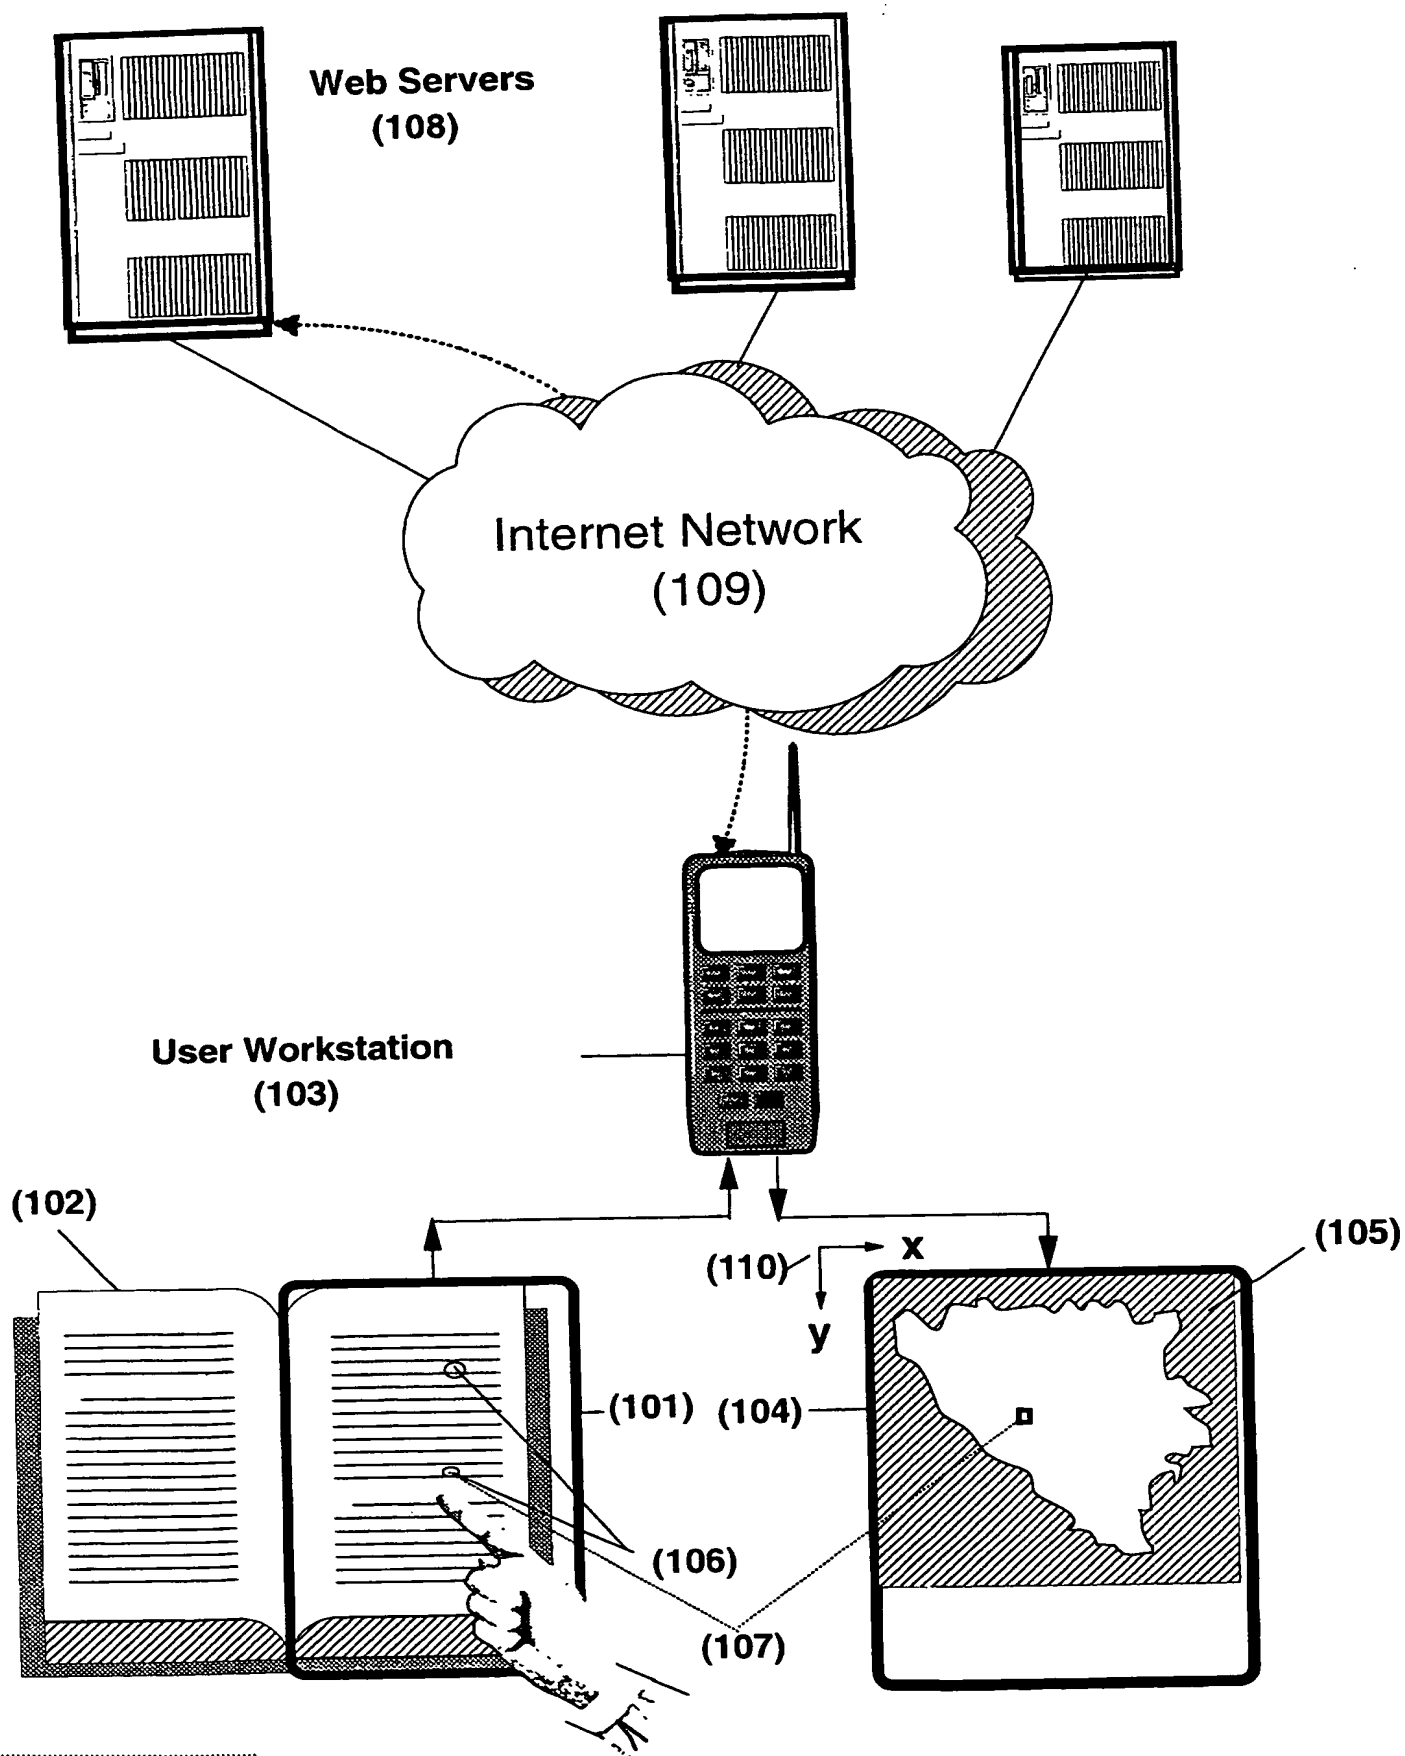 Web Servers
(108)
Internet Network
(109)
User Workstation
(103)
(102)
(105)
(110)
x
y
(101)
(104)
(106)
(107)